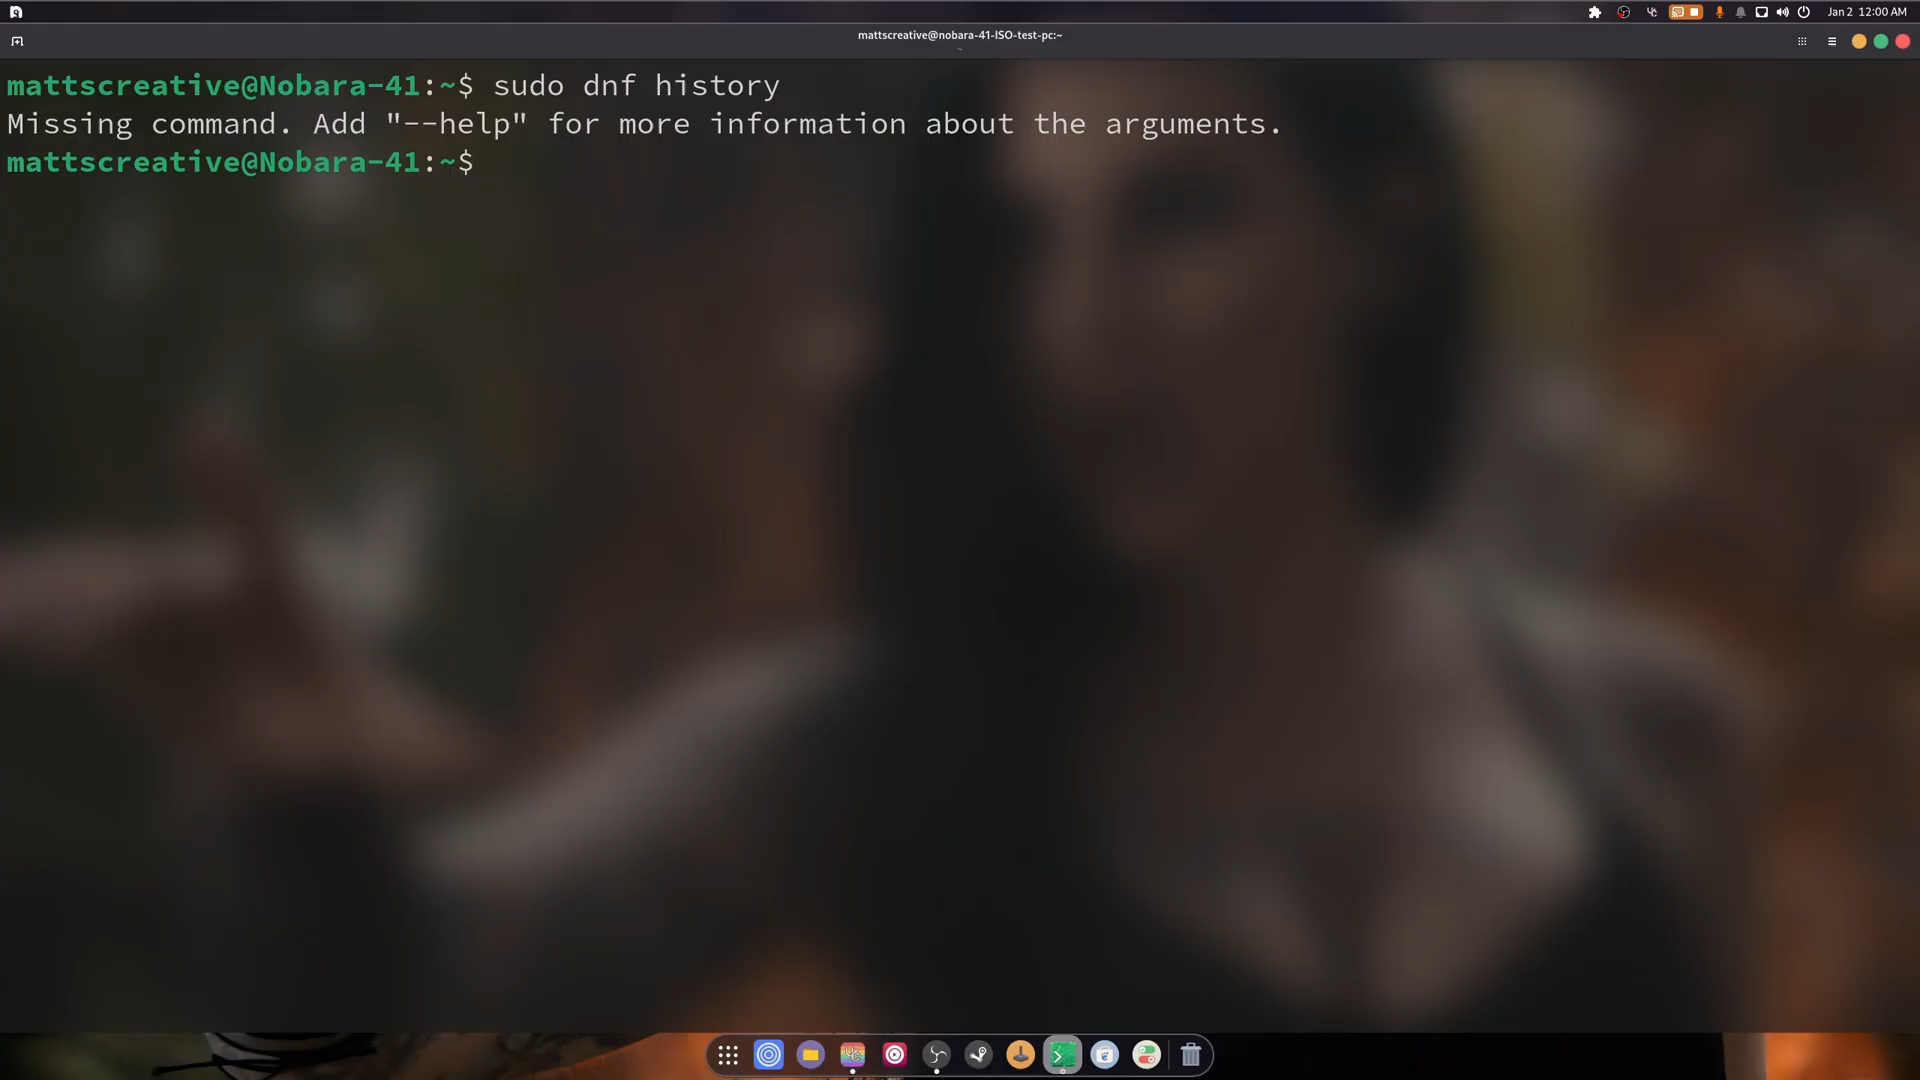 Jan 2 12:00 AM
mattscreative@nobara-41-ISO-test-pc:~
mattscreative@Nobara-41:~$ sudo dnf history
Missing command. Add "--help" for more information about the arguments.
mattscreative@Nobara-41:~$